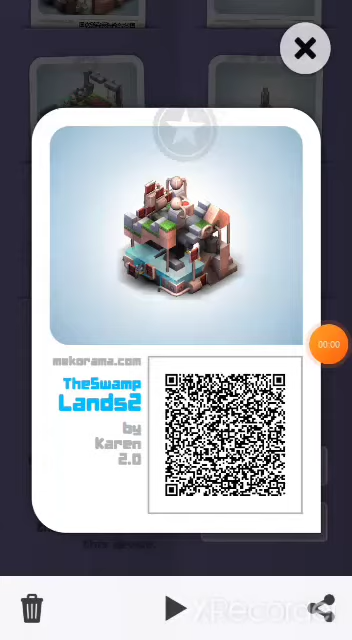 00:00
mekorama.com
TheSwamp
Lands2
by
Karen
2.0
XRecorder